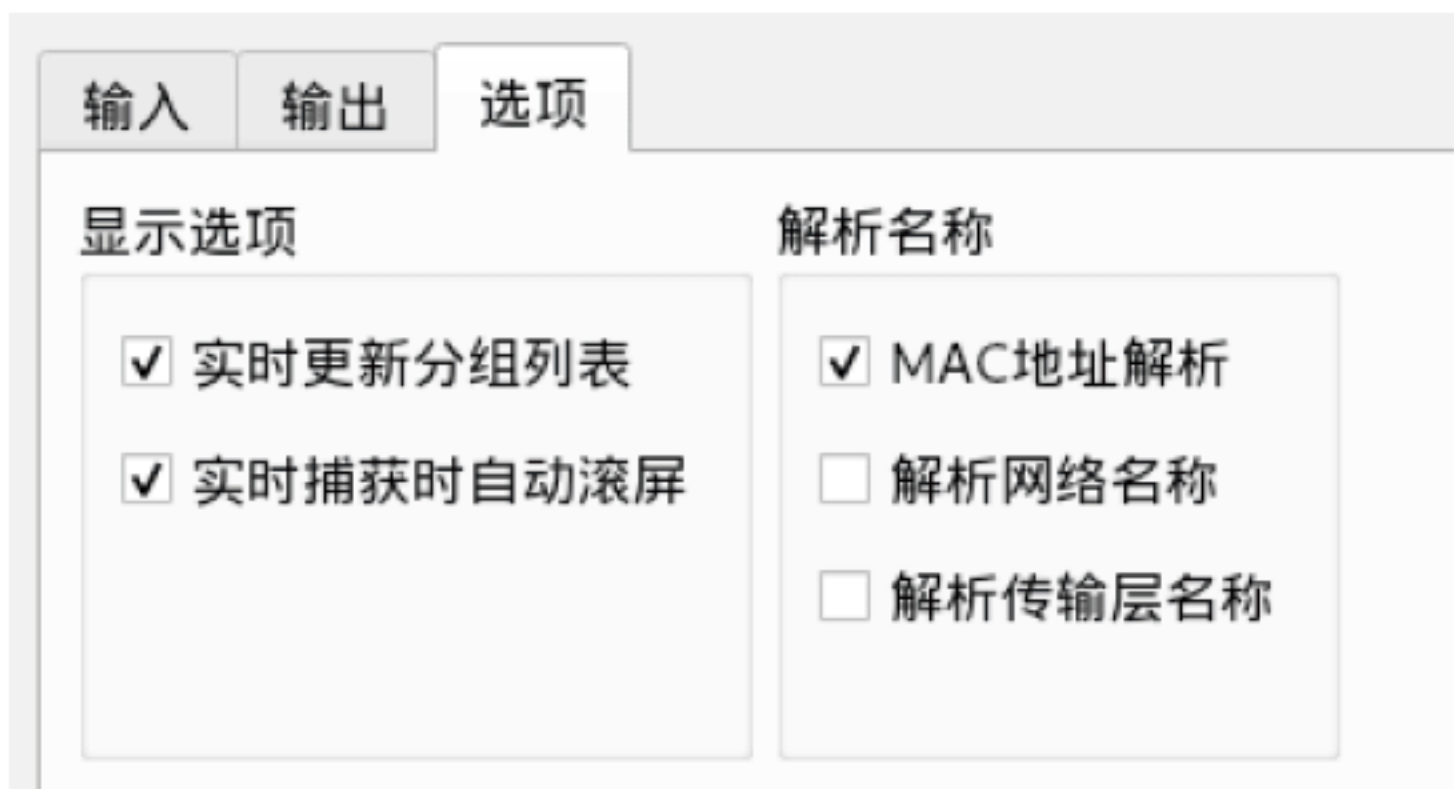 输入 输出 选项
显示选项
实时更新分组列表
实时捕获时自动滚屏
解析名称
MAC地址解析
解析网络名称
解析传输层名称